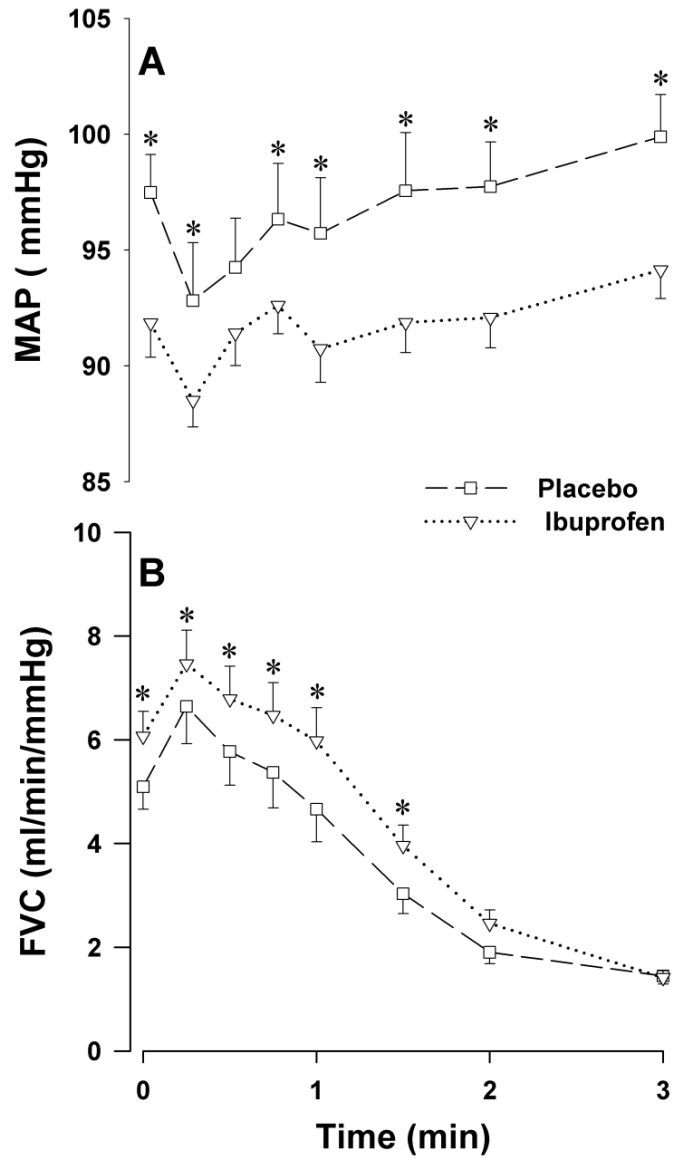 105
A
* * * * * * *
100
95
90
85
MAP ( mmHg)
Placebo
Ibuprofen
10
B
* * * * * *
8
6
4
2
0
FVC (ml/min/mmHg)
0 1 2 3
Time (min)